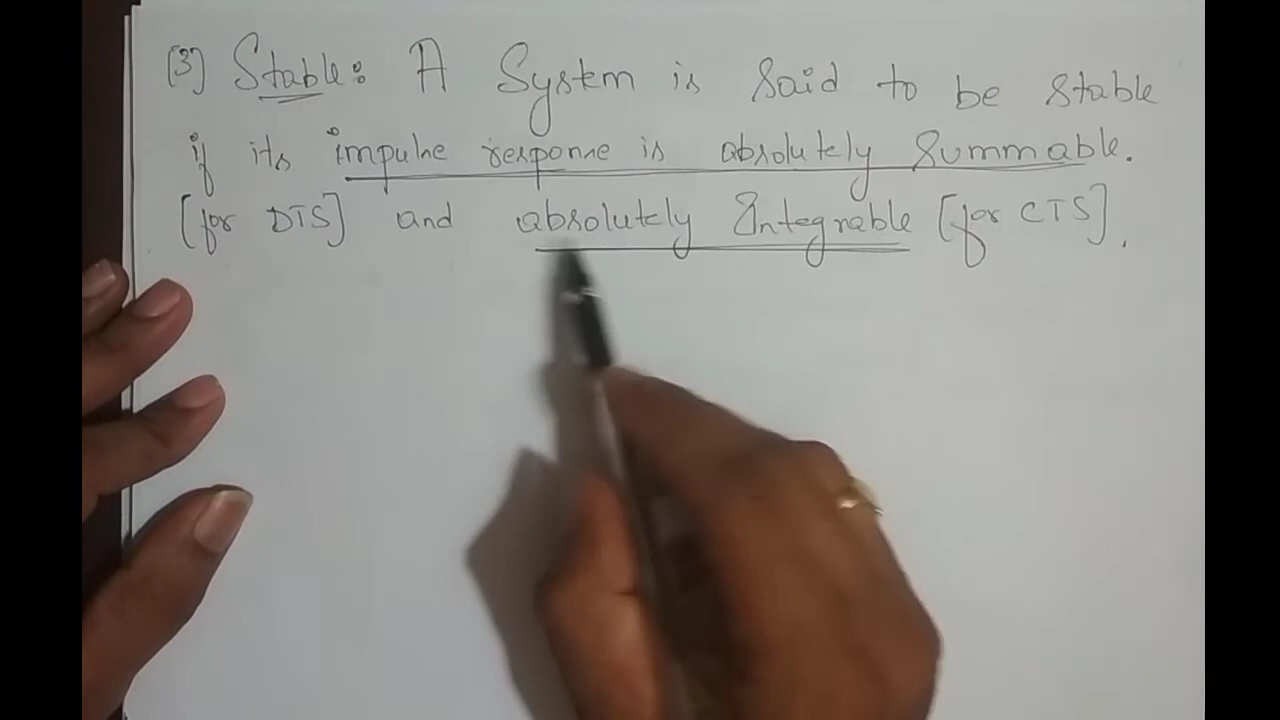 (3) Stable: A System is said to be stable
if its impulse response is absolutely Summable.
[for DTS] and absolutely Integrable [for CTS].